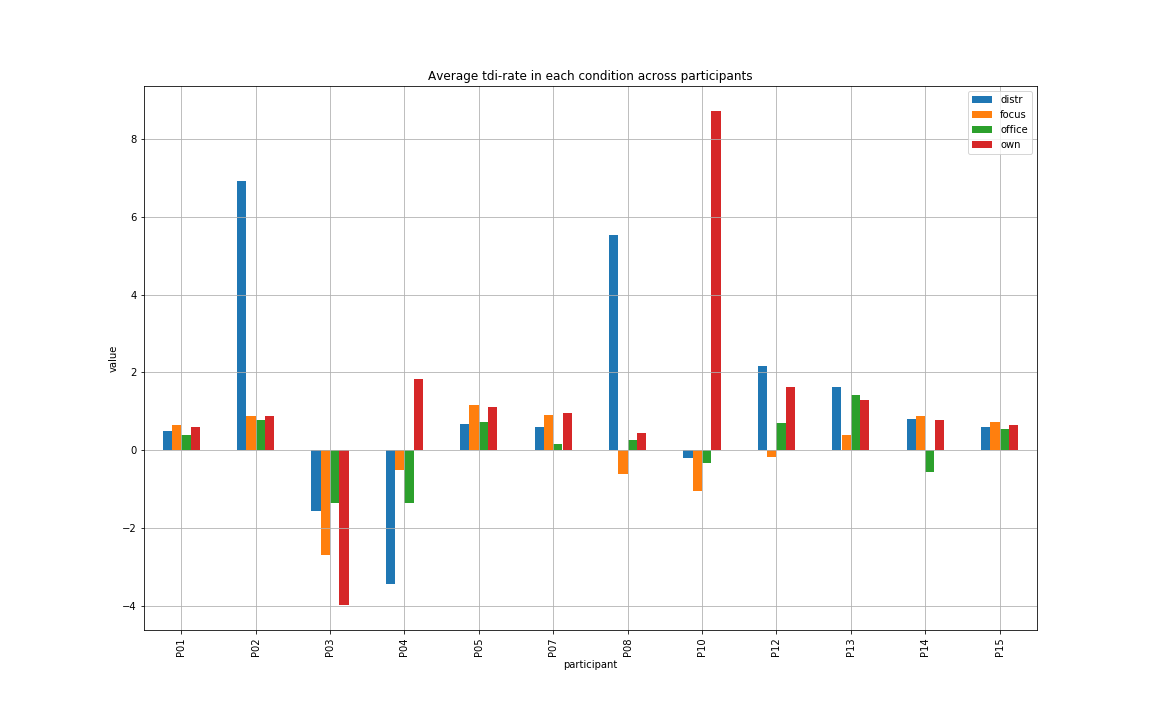 Average tdi-rate in each condition across participants
distr
focus
office
own
8
6
4
2
0
−2
−4
value
P01
P02
P03
P04
P05
P07
P08
P10
P12
P13
P14
P15
participant